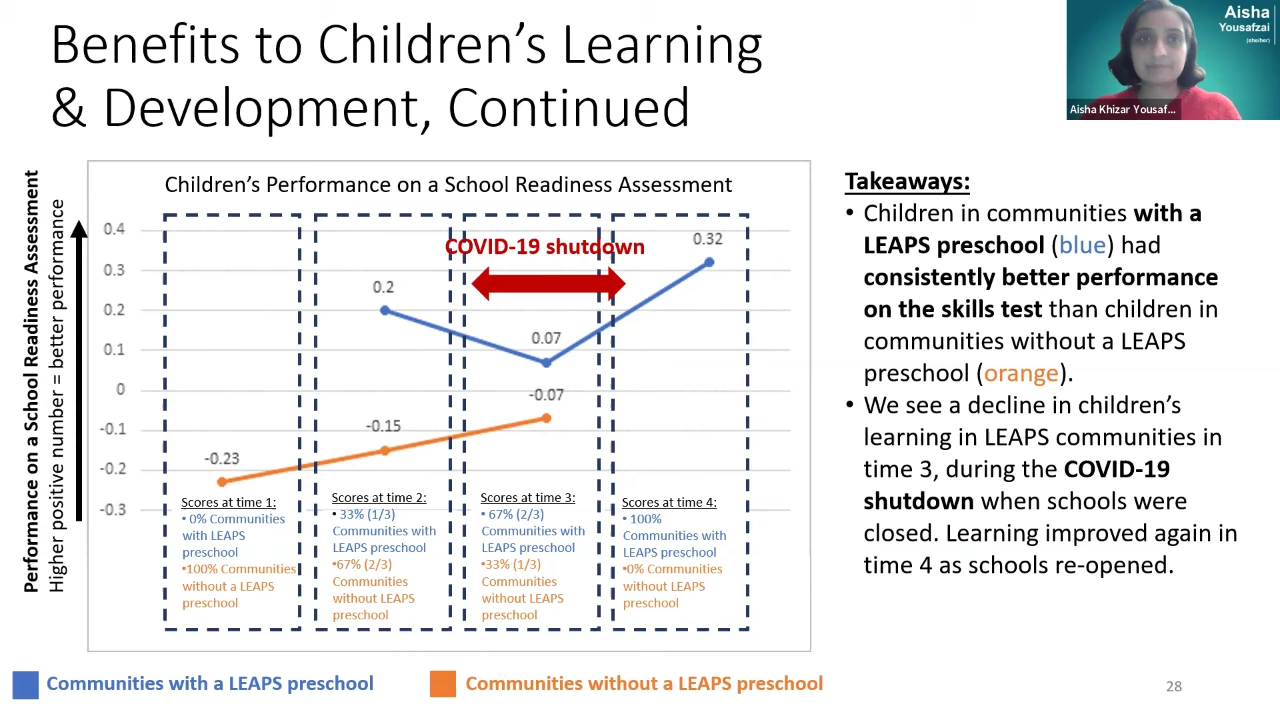 Benefits to Children's Learning
& Development, Continued
Aisha
Yousafzai
(she/her)
Aisha Khizar Yousaf...
Performance on a School Readiness Assessment
Higher positive number = better performance
Children's Performance on a School Readiness Assessment
0.4
0.3
0.2
0.1
0
-0.1
-0.2
-0.3
COVID-19 shutdown
0.32
0.2
0.07
-0.07
-0.15
-0.23
Scores at time 1:
• 0% Communities
with LEAPS
preschool
•100% Communities
without a LEAPS
preschool
Scores at time 2:
• 33% (1/3)
Communities with
LEAPS preschool
•67% (2/3)
Communities
without LEAPS
preschool
Scores at time 3:
• 67% (2/3)
Communities with
LEAPS preschool
•33% (1/3)
Communities
without LEAPS
preschool
Scores at time 4:
• 100%
Communities with
LEAPS preschool
•0% Communities
without LEAPS
preschool
Takeaways:
• Children in communities with a
LEAPS preschool (blue) had
consistently better performance
on the skills test than children in
communities without a LEAPS
preschool (orange).
• We see a decline in children's
learning in LEAPS communities in
time 3, during the COVID-19
shutdown when schools were
closed. Learning improved again in
time 4 as schools re-opened.
Communities with a LEAPS preschool
Communities without a LEAPS preschool
28